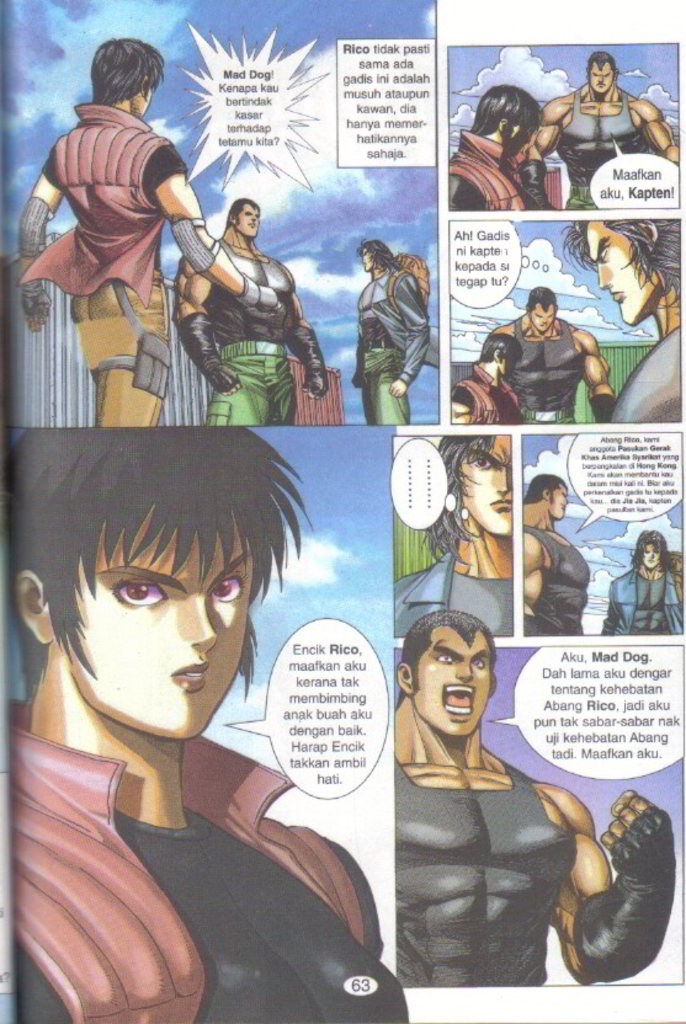 Mad Dog!
Kenapa kau
bertindak
kasar
terhadap
tetamu kita?
Rico tidak pasti
sama ada
gadis ini adalah
musuh ataupun
kawan, dia
hanya memer-
hatikannya
sahaja.
Maafkan
aku, Kapten!
Ah! Gadis
ni kapten
kepada si
tegap?
Encik Rico,
maafkan aku
kerana tak
membimbing
anak buah aku
dengan baik.
Harap Encik
takkan ambil
hati.
Abang Rico, kami
anggota Pasukan Gerak
Khas Amerika Syarikat yang
berpangkalan di Hong Kong.
Kami akan membantu kau
dalam misi kali ni. Biar aku
perkenalkan gadis tu kepada
kau... dia Jia Jia, kapten
pasukan kami.
Aku, Mad Dog.
Dah lama aku dengar
tentang kehebatan
Abang Rico, jadi aku
pun tak sabar-sabar nak
uji kehebatan Abang
tadi. Maafkan aku.
63